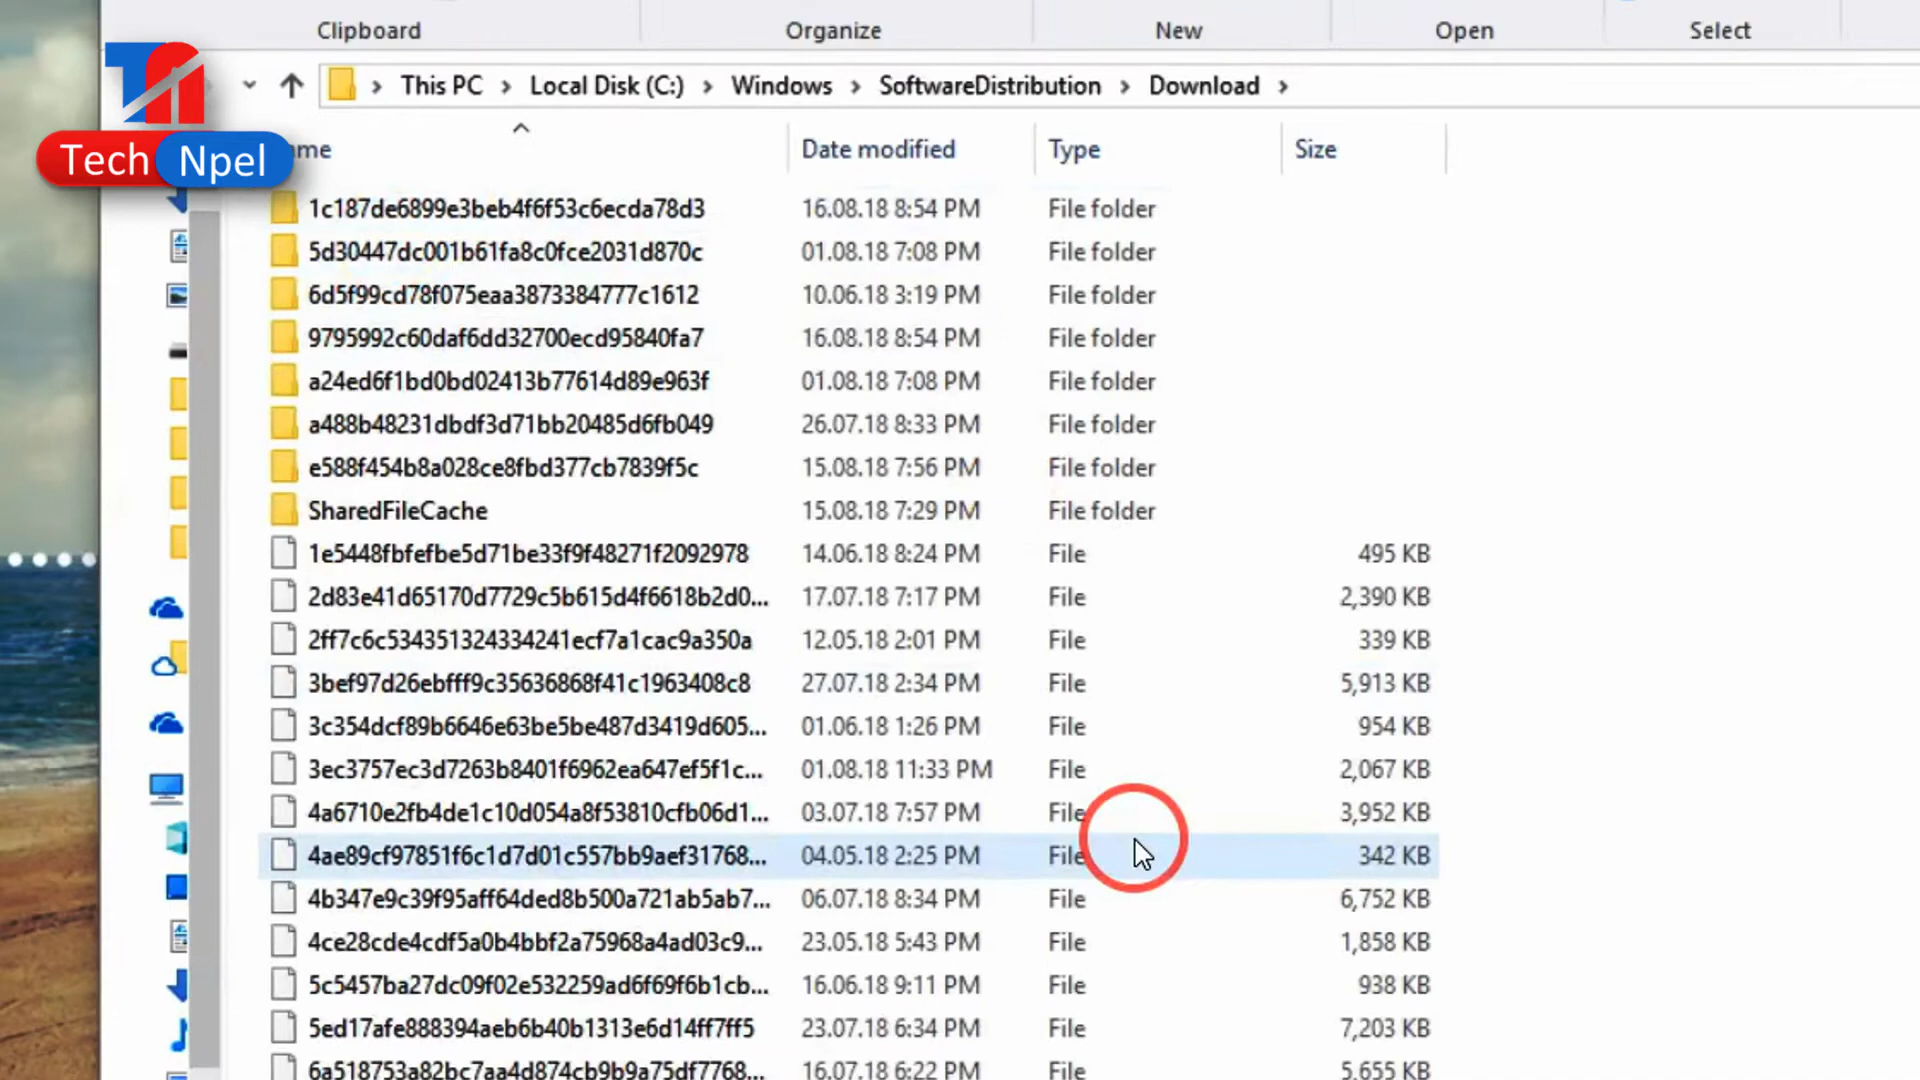 Clipboard Organize New Open Select
This PC Local Disk (C:) Windows SoftwareDistribution Download
Tech Npel
me Date modified Type Size
1c187de6899e3beb4f6f53c6ecda78d3 16.08.18 8:54 PM File folder
5d30447dc001b61fa8c0fce2031d870c 01.08.18 7:08 PM File folder
6d5f99cd78f075eaa3873384777c1612 10.06.18 3:19 PM File folder
9795992c60daf6dd32700ecd95840fa7 16.08.18 8:54 PM File folder
a24ed6f1bd0bd02413b77614d89e963f 01.08.18 7:08 PM File folder
a488b48231dbdf3d71bb20485d6fb049 26.07.18 8:33 PM File folder
e588f454b8a028ce8fbd377cb7839f5c 15.08.18 7:56 PM File folder
SharedFileCache 15.08.18 7:29 PM File folder
1e5448fbfefbe5d71be33f9f48271f2092978 14.06.18 8:24 PM File 495 KB
2d83e41d65170d7729c5b615d4f6618b2d0... 17.07.18 7:17 PM File 2,390 KB
2ff7c6c534351324334241ecf7a1cac9a350a 12.05.18 2:01 PM File 339 KB
3bef97d26ebfff9c35636868f41c1963408c8 27.07.18 2:34 PM File 5,913 KB
3c354dcf89b6646e63be5be487d3419d605... 01.06.18 1:26 PM File 954 KB
3ec3757ec3d7263b8401f6962ea647ef5f1c... 01.08.18 11:33 PM File 2,067 KB
4a6710e2fb4de1c10d054a8f53810cfb06d1... 03.07.18 7:57 PM File 3,952 KB
4ae89cf97851f6c1d7d01c557bb9aef31768... 04.05.18 2:25 PM File 342 KB
4b347e9c39f95aff64ded8b500a721ab5ab7... 06.07.18 8:34 PM File 6,752 KB
4ce28cde4cdf5a0b4bbf2a75968a4ad03c9... 23.05.18 5:43 PM File 1,858 KB
5c5457ba27dc09f02e532259ad6f69f6b1cb... 16.06.18 9:11 PM File 938 KB
5ed17afe888394aeb6b40b1313e6d14ff7ff5 23.07.18 6:34 PM File 7,203 KB
6a518753a82bc7aa4d874cb9b9a75df7768... 16.07.18 6:22 PM File 5,655 KB